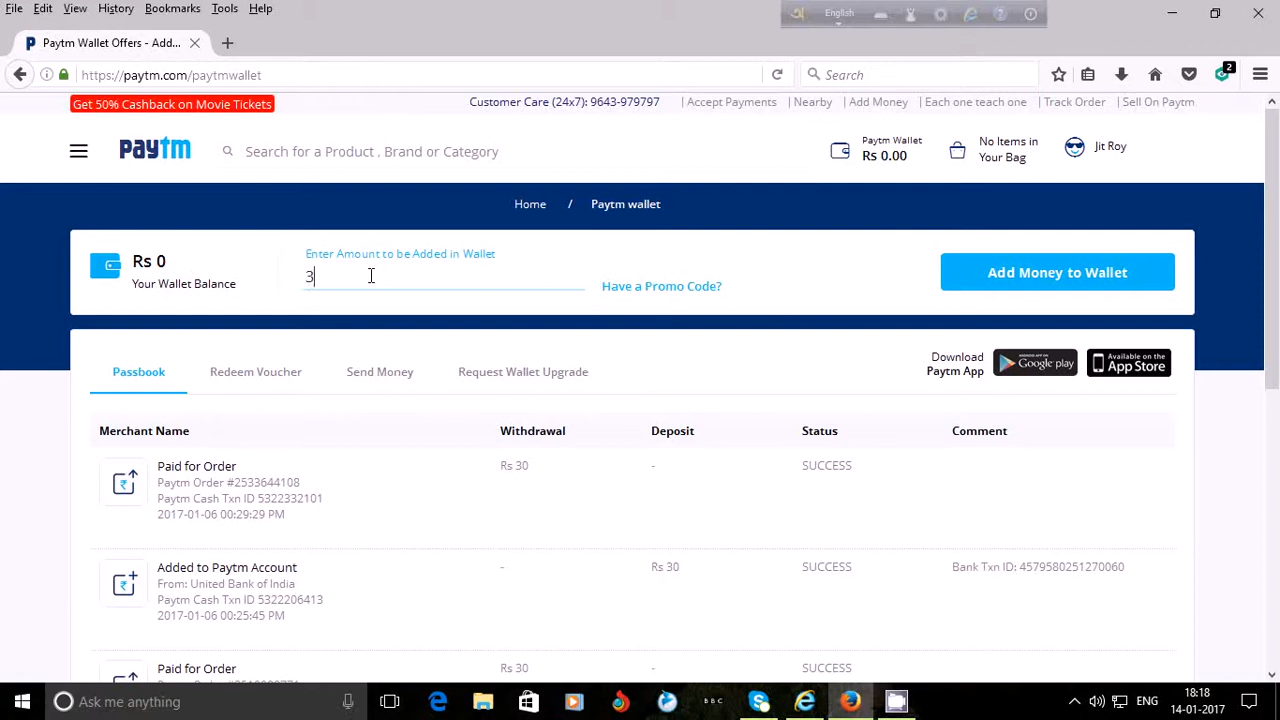 File Edit View History Bookmarks Tools Help
English
Paytm Wallet Offers - Add...
https://paytm.com/paytmwallet
Search
2
Get 50% Cashback on Movie Tickets
Customer Care (24x7): 9643-979797 | Accept Payments | Nearby | Add Money | Each one teach one | Track Order | Sell On Paytm
paytm
Search for a Product , Brand or Category
Paytm Wallet
Rs 0.00
No Items in
Your Bag
Jit Roy
Home / Paytm wallet
Rs 0
Your Wallet Balance
Enter Amount to be Added in Wallet
3
Have a Promo Code?
Add Money to Wallet
Passbook Redeem Voucher Send Money Request Wallet Upgrade
Download
Paytm App
ANDROID APP ON
Google play
Available on the
App Store
Merchant Name Withdrawal Deposit Status Comment
Paid for Order Rs 30 - SUCCESS
Paytm Order #2533644108
Paytm Cash Txn ID 5322332101
2017-01-06 00:29:29 PM
Added to Paytm Account - Rs 30 SUCCESS Bank Txn ID: 4579580251270060
From: United Bank of India
Paytm Cash Txn ID 5322206413
2017-01-06 00:25:45 PM
Paid for Order Rs 30 - SUCCESS
Ask me anything
BBC
ENG
18:18
14-01-2017